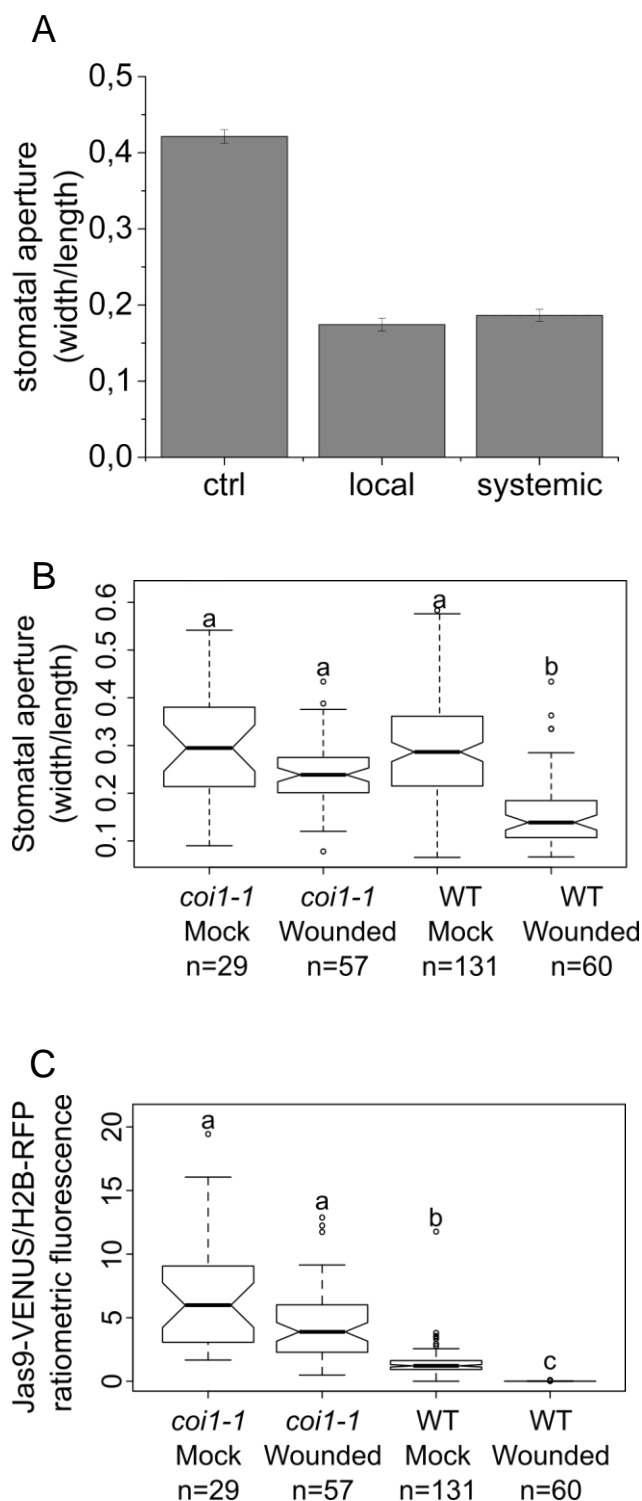 A
stomatal aperture
(width/length)
0,5
0,4
0,3
0,2
0,1
0,0
ctrl local systemic
B
Stomatal aperture
(width/length)
0.6
0.5
0.4
0.3
0.2
0.1
a a a b
coi1-1 coi1-1 WT WT
Mock Wounded Mock Wounded
n=29 n=57 n=131 n=60
C
Jas9-VENUS/H2B-RFP
ratiometric fluorescence
20
15
10
5
0
a a b c
coi1-1 coi1-1 WT WT
Mock Wounded Mock Wounded
n=29 n=57 n=131 n=60